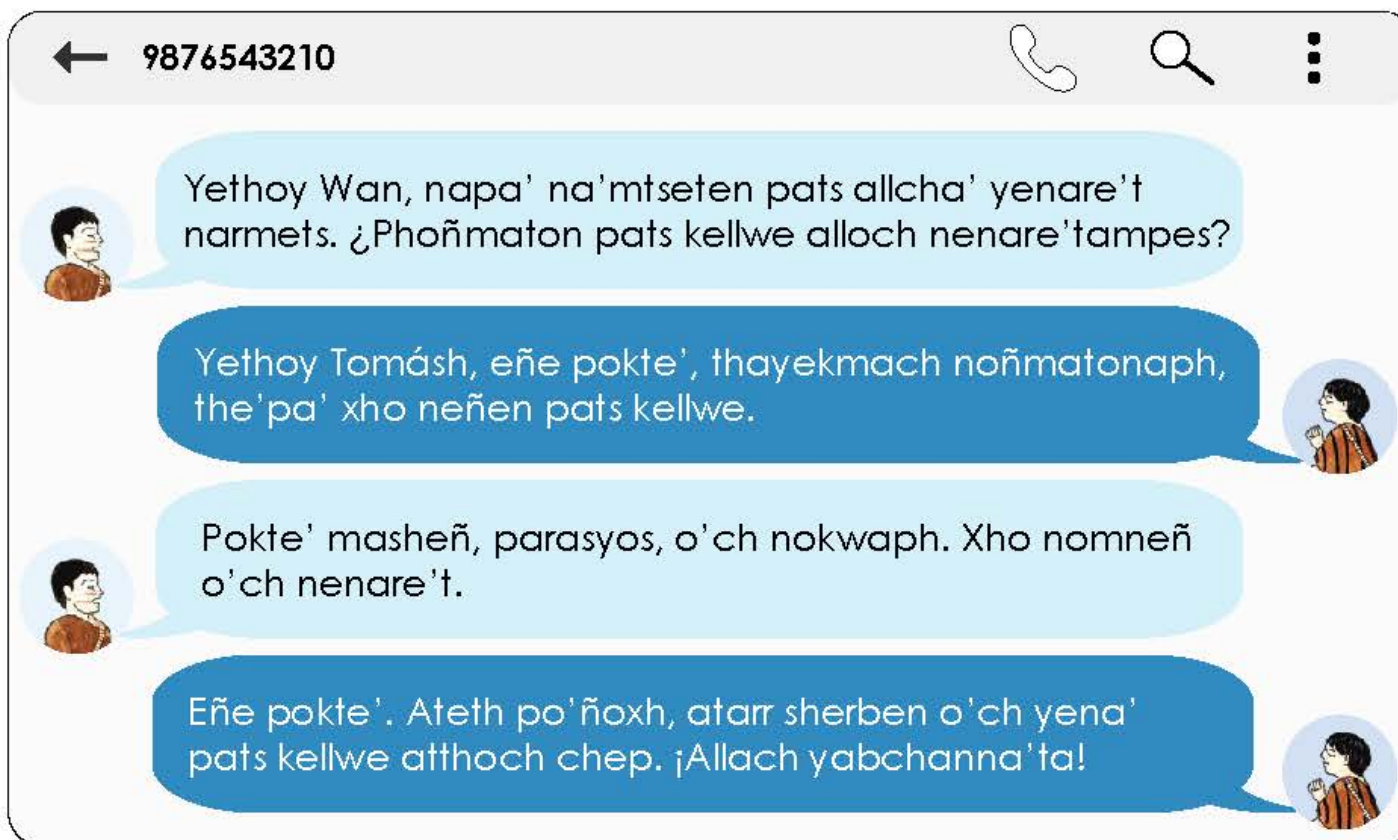 9876543210
Yethoy Wan, napa’ na’mtseten pats allcha’ yenare’t
narmets. ¿Phoñmaton pats kellwe alloch nenare’tampes?
Yethoy Tomásh, eñe pokte’, thayekmach noñmatonaph,
the’pa’ xho neñen pats kellwe.
Pokte’ masheñ, parasyos, o’ch nokwaph. Xho nomneñ
o’ch nenare’t.
Eñe pokte’. Ateth po’ñoxh, atarr sherben o’ch yena’
pats kellwe atthoch chep. ¡Allach yabchanna’ta!